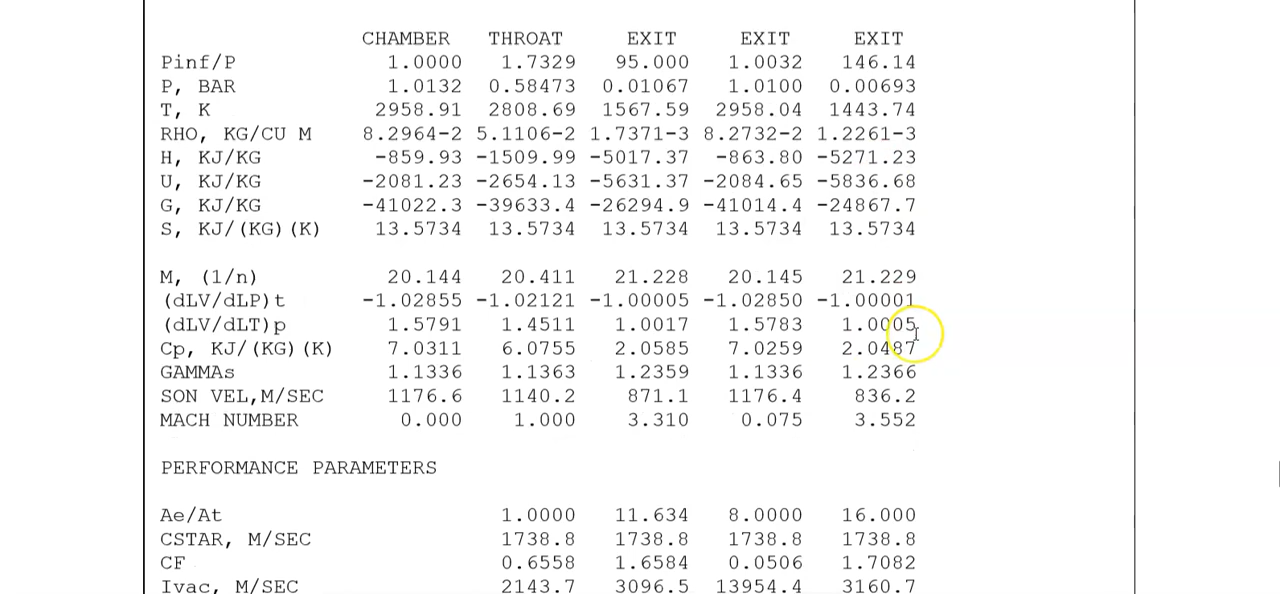 CHAMBER THROAT EXIT EXIT EXIT
Pinf/P 1.0000 1.7329 95.000 1.0032 146.14
P, BAR 1.0132 0.58473 0.01067 1.0100 0.00693
T, K 2958.91 2808.69 1567.59 2958.04 1443.74
RHO, KG/CU M 8.2964-2 5.1106-2 1.7371-3 8.2732-2 1.2261-3
H, KJ/KG -859.93 -1509.99 -5017.37 -863.80 -5271.23
U, KJ/KG -2081.23 -2654.13 -5631.37 -2084.65 -5836.68
G, KJ/KG -41022.3 -39633.4 -26294.9 -41014.4 -24867.7
S, KJ/(KG)(K) 13.5734 13.5734 13.5734 13.5734 13.5734
M, (1/n) 20.144 20.411 21.228 20.145 21.229
(dLV/dLP)t -1.02855 -1.02121 -1.00005 -1.02850 -1.00001
(dLV/dLT)p 1.5791 1.4511 1.0017 1.5783 1.0005
Cp, KJ/(KG)(K) 7.0311 6.0755 2.0585 7.0259 2.0487
GAMMAs 1.1336 1.1363 1.2359 1.1336 1.2366
SON VEL,M/SEC 1176.6 1140.2 871.1 1176.4 836.2
MACH NUMBER 0.000 1.000 3.310 0.075 3.552
PERFORMANCE PARAMETERS
Ae/At 1.0000 11.634 8.0000 16.000
CSTAR, M/SEC 1738.8 1738.8 1738.8 1738.8
CF 0.6558 1.6584 0.0506 1.7082
Ivac, M/SEC 2143.7 3096.5 13954.4 3160.7